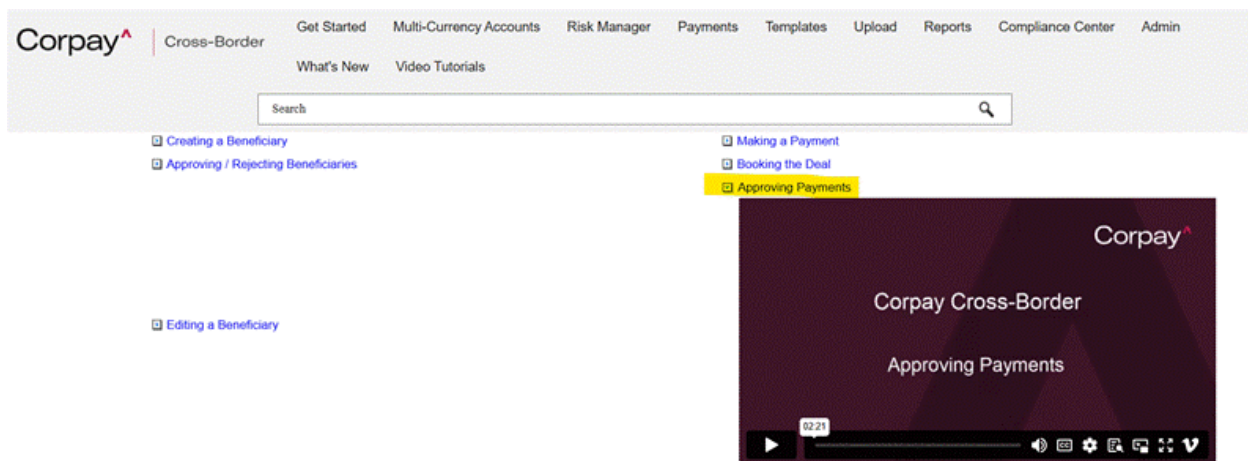 Corpay^ Cross-Border
Get Started Multi-Currency Accounts Risk Manager Payments Templates Upload Reports Compliance Center Admin
What's New Video Tutorials
Search
Creating a Beneficiary
Approving / Rejecting Beneficiaries
Editing a Beneficiary
Making a Payment
Booking the Deal
Approving Payments
Corpay^
Corpay Cross-Border
Approving Payments
02:21
CC